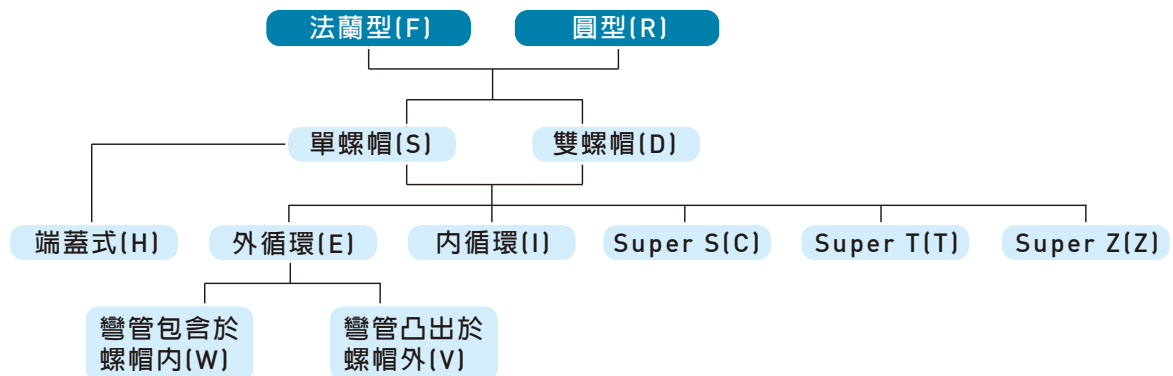 法蘭型(F)
圓型(R)
單螺帽(S)
雙螺帽(D)
端蓋式(H)
外循環(E)
內循環(I)
Super S(C)
Super T(T)
Super Z(Z)
彎管包含於
螺帽內(W)
彎管凸出於
螺帽外(V)